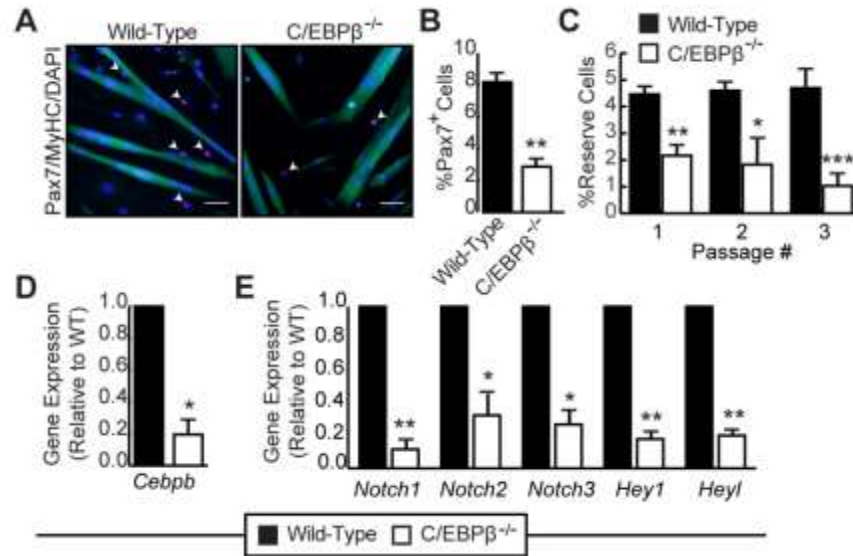 A
Wild-Type
C/EBPβ-/-
Pax7/MyHC/DAPI
B
%Pax7+ Cells
10
8
6
4
2
0
**
Wild-Type
C/EBPβ-/-
C
Wild-Type
C/EBPβ-/-
%Reserve Cells
6
5
4
3
2
1
0
**
*
***
1 2 3
Passage #
D
Gene Expression
(Relative to WT)
1.0
0.8
0.6
0.4
0.2
0.0
*
Cebpb
E
Gene Expression
(Relative to WT)
1.0
0.8
0.6
0.4
0.2
0.0
**
*
*
**
**
Notch1 Notch2 Notch3 Hey1 Heyl
Wild-Type C/EBPβ-/-